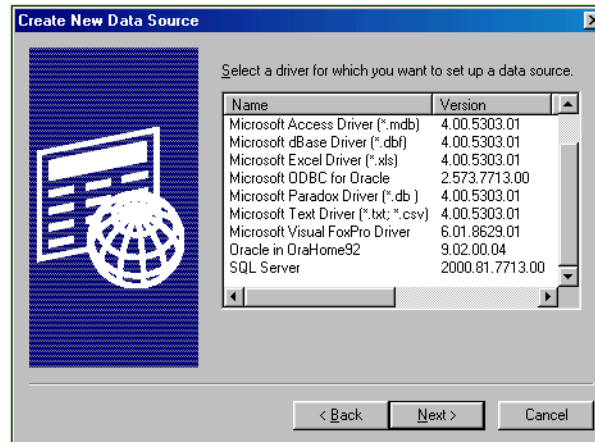 Create New Data Source
Select a driver for which you want to set up a data source.
Name Version
Microsoft Access Driver (*.mdb) 4.00.5303.01
Microsoft dBase Driver (*.dbf) 4.00.5303.01
Microsoft Excel Driver (*.xls) 4.00.5303.01
Microsoft ODBC for Oracle 2.573.7713.00
Microsoft Paradox Driver (*.db ) 4.00.5303.01
Microsoft Text Driver (*.txt; *.csv) 4.00.5303.01
Microsoft Visual FoxPro Driver 6.01.8629.01
Oracle in OraHome92 9.02.00.04
SQL Server 2000.81.7713.00
< Back Next > Cancel